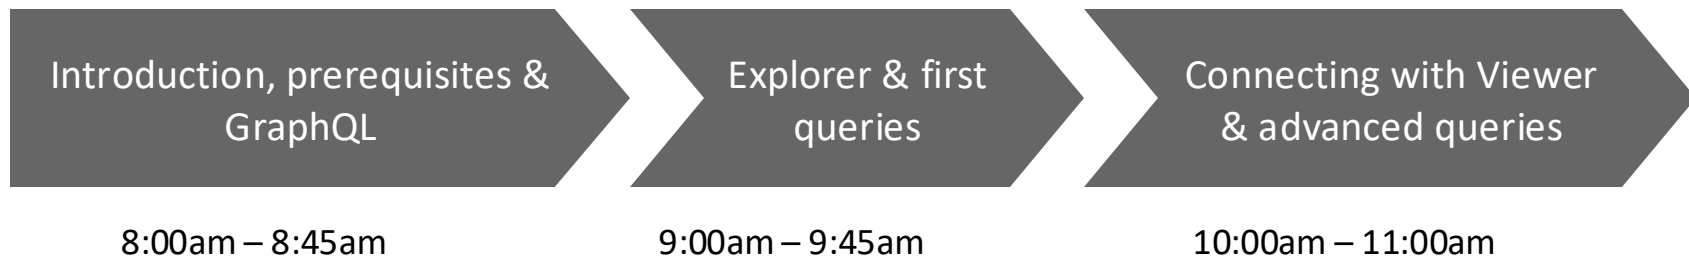 Introduction, prerequisites &
GraphQL
Explorer & first
queries
Connecting with Viewer
& advanced queries
8:00am – 8:45am
9:00am – 9:45am
10:00am – 11:00am